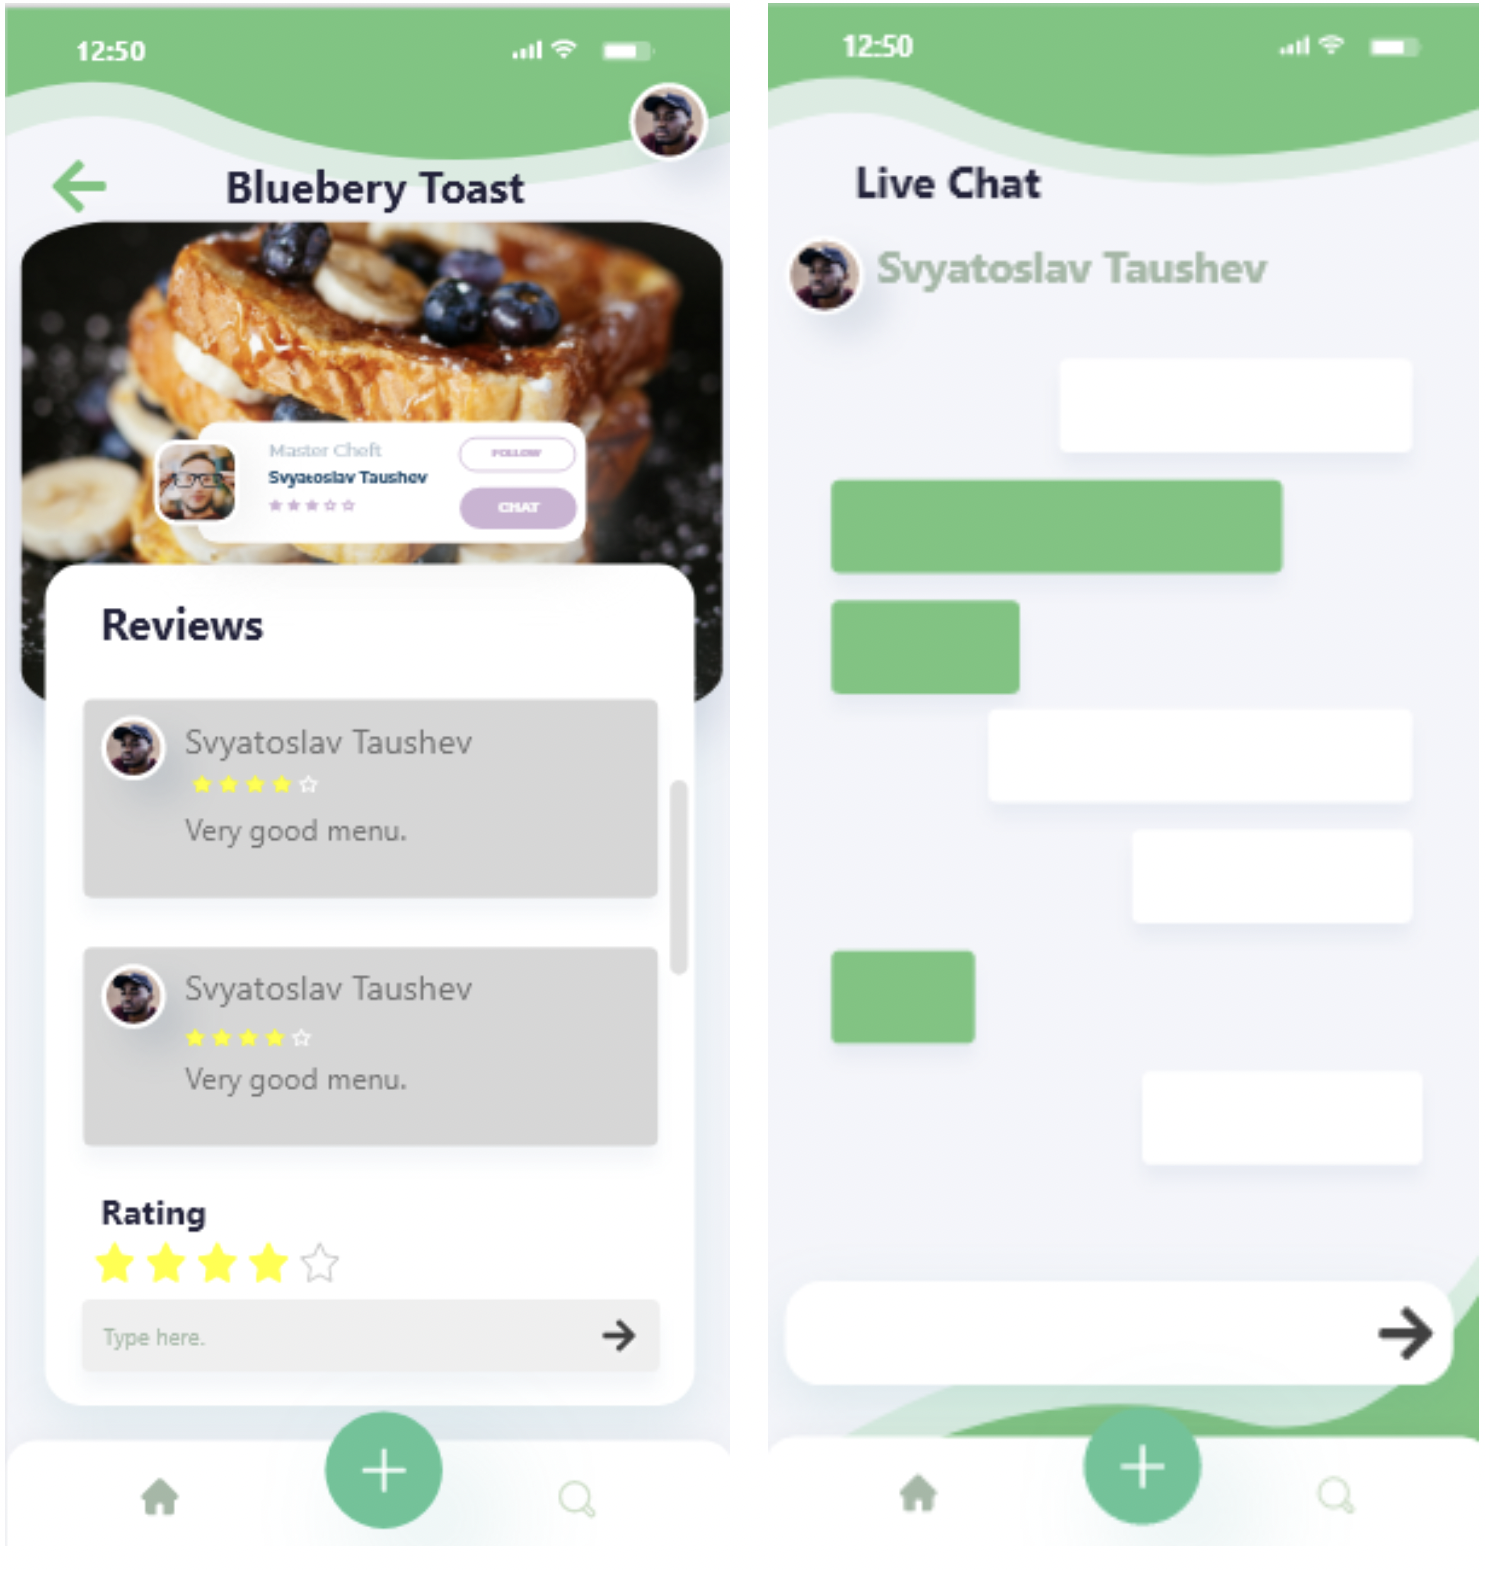 12:50
Bluebery Toast
Master Cheft
Svyatoslav Taushev
FOLLOW
CHAT
Reviews
Svyatoslav Taushev
Very good menu.
Svyatoslav Taushev
Very good menu.
Rating
Type here.
12:50
Live Chat
Svyatoslav Taushev